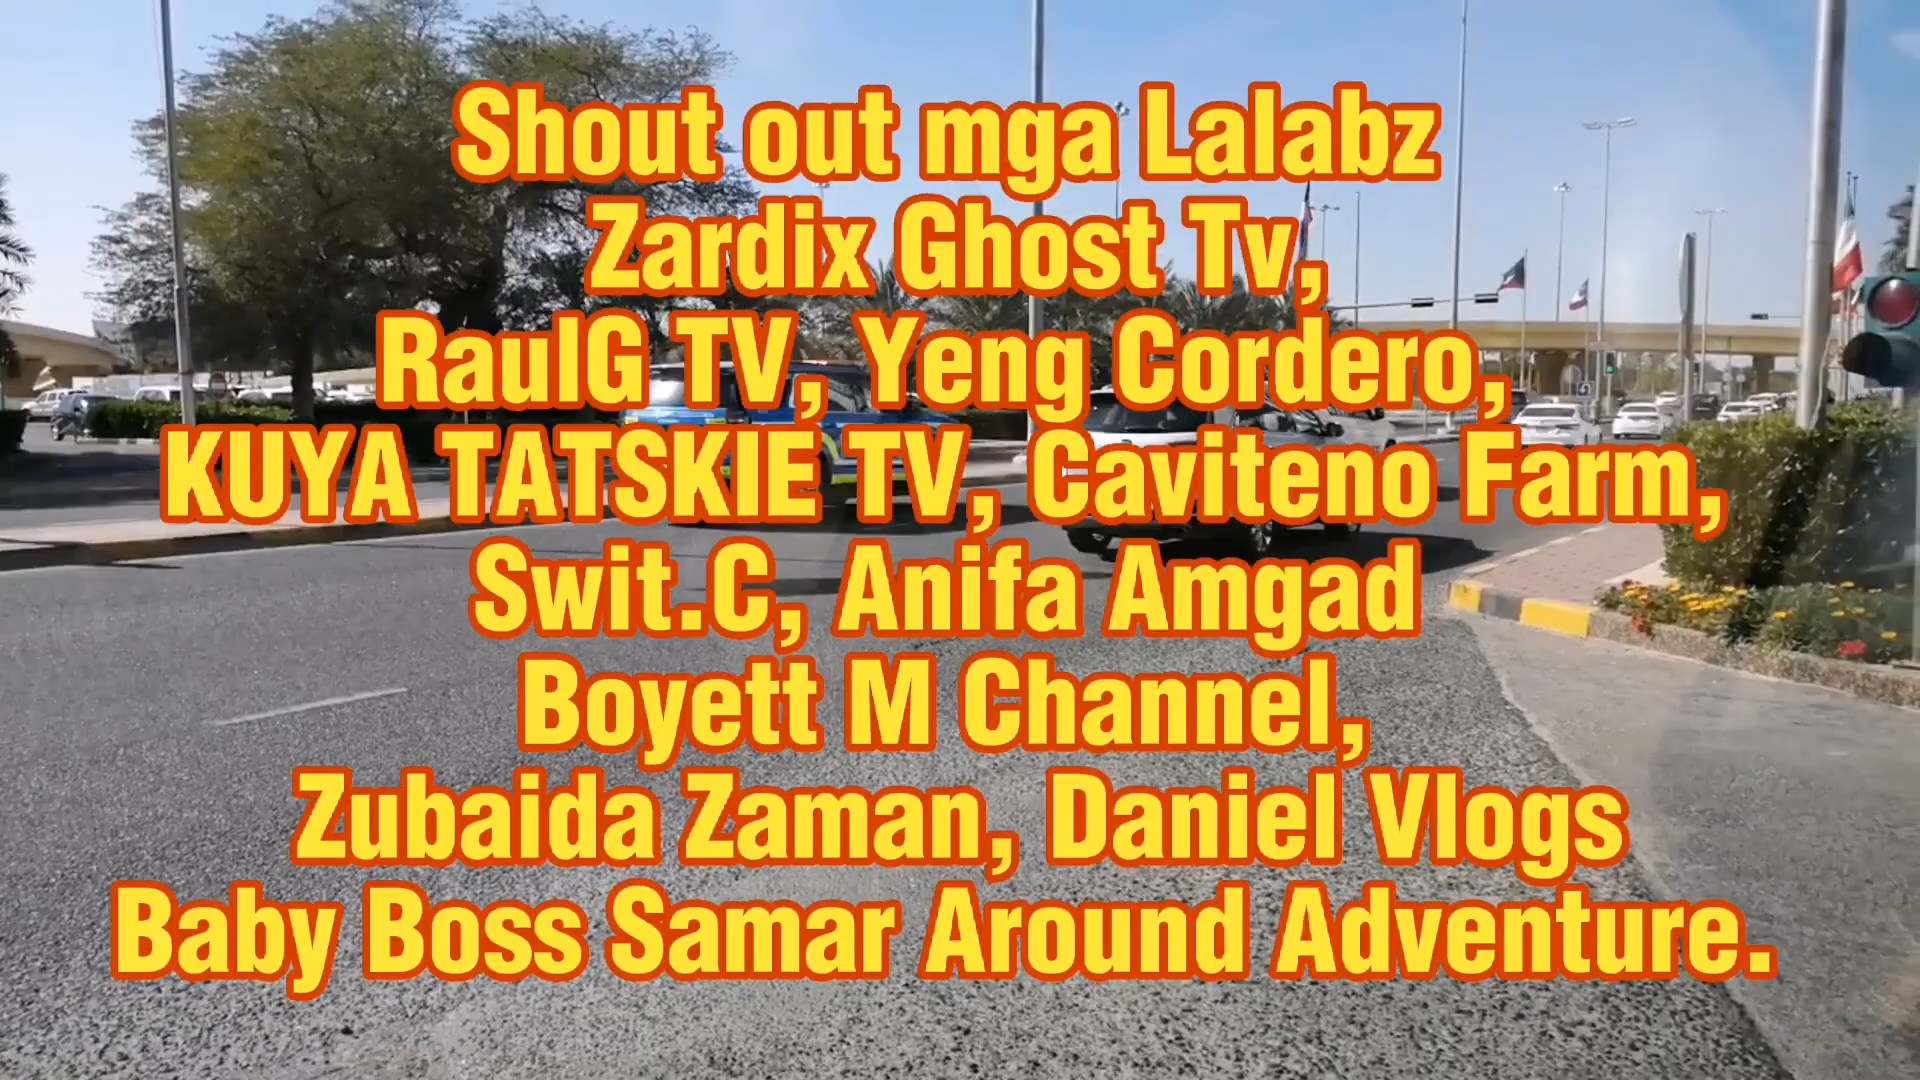 Shout out mga Lalabz
Zardix Ghost Tv,
RaulG TV, Yeng Cordero,
KUYA TATSKIE TV, Caviteno Farm,
Swit.C, Anifa Amgad
Boyett M Channel,
Zubaida Zaman, Daniel Vlogs
Baby Boss Samar Around Adventure.